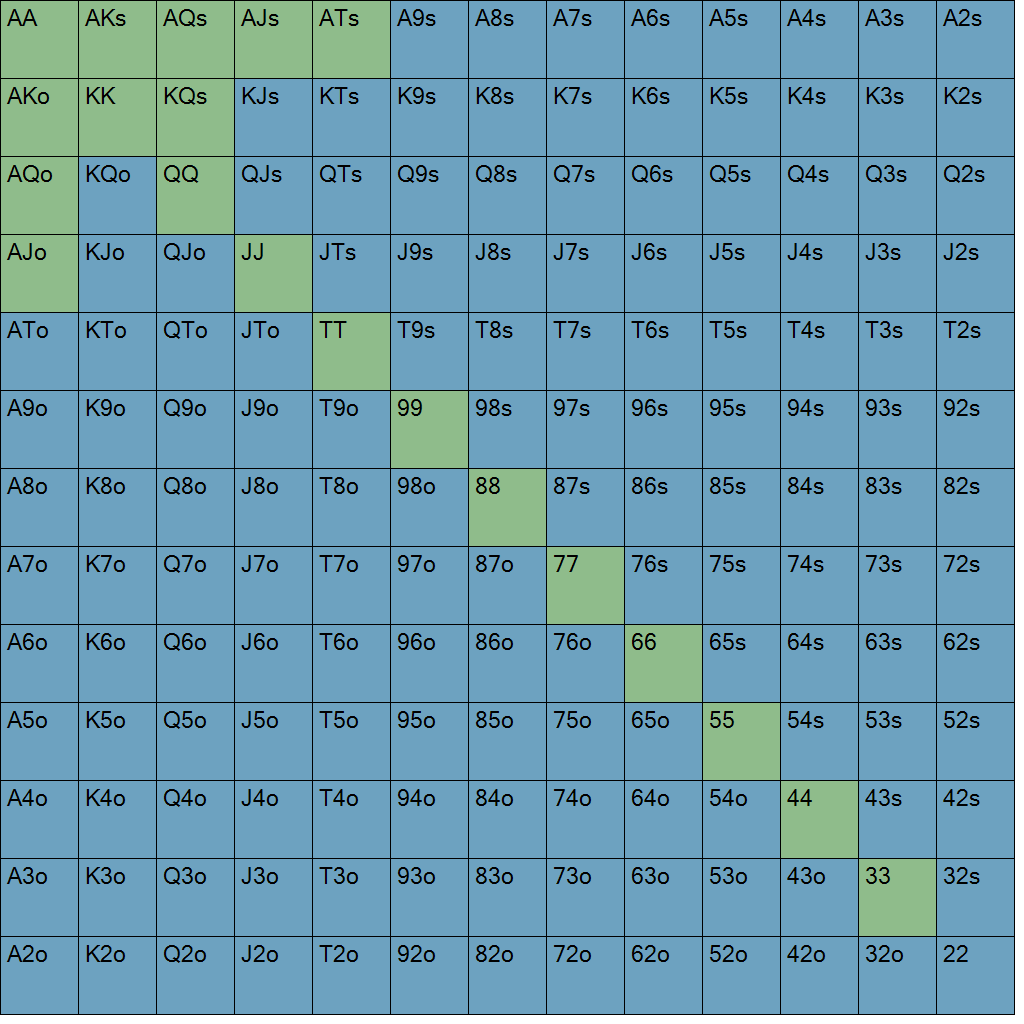 AA AKs AQs AJs ATs A9s A8s A7s A6s A5s A4s A3s A2s
AKo KK KQs KJs KTs K9s K8s K7s K6s K5s K4s K3s K2s
AQo KQo QQ QJs QTs Q9s Q8s Q7s Q6s Q5s Q4s Q3s Q2s
AJo KJo QJo JJ JTs J9s J8s J7s J6s J5s J4s J3s J2s
ATo KTo QTo JTo TT T9s T8s T7s T6s T5s T4s T3s T2s
A9o K9o Q9o J9o T9o 99 98s 97s 96s 95s 94s 93s 92s
A8o K8o Q8o J8o T8o 98o 88 87s 86s 85s 84s 83s 82s
A7o K7o Q7o J7o T7o 97o 87o 77 76s 75s 74s 73s 72s
A6o K6o Q6o J6o T6o 96o 86o 76o 66 65s 64s 63s 62s
A5o K5o Q5o J5o T5o 95o 85o 75o 65o 55 54s 53s 52s
A4o K4o Q4o J4o T4o 94o 84o 74o 64o 54o 44 43s 42s
A3o K3o Q3o J3o T3o 93o 83o 73o 63o 53o 43o 33 32s
A2o K2o Q2o J2o T2o 92o 82o 72o 62o 52o 42o 32o 22